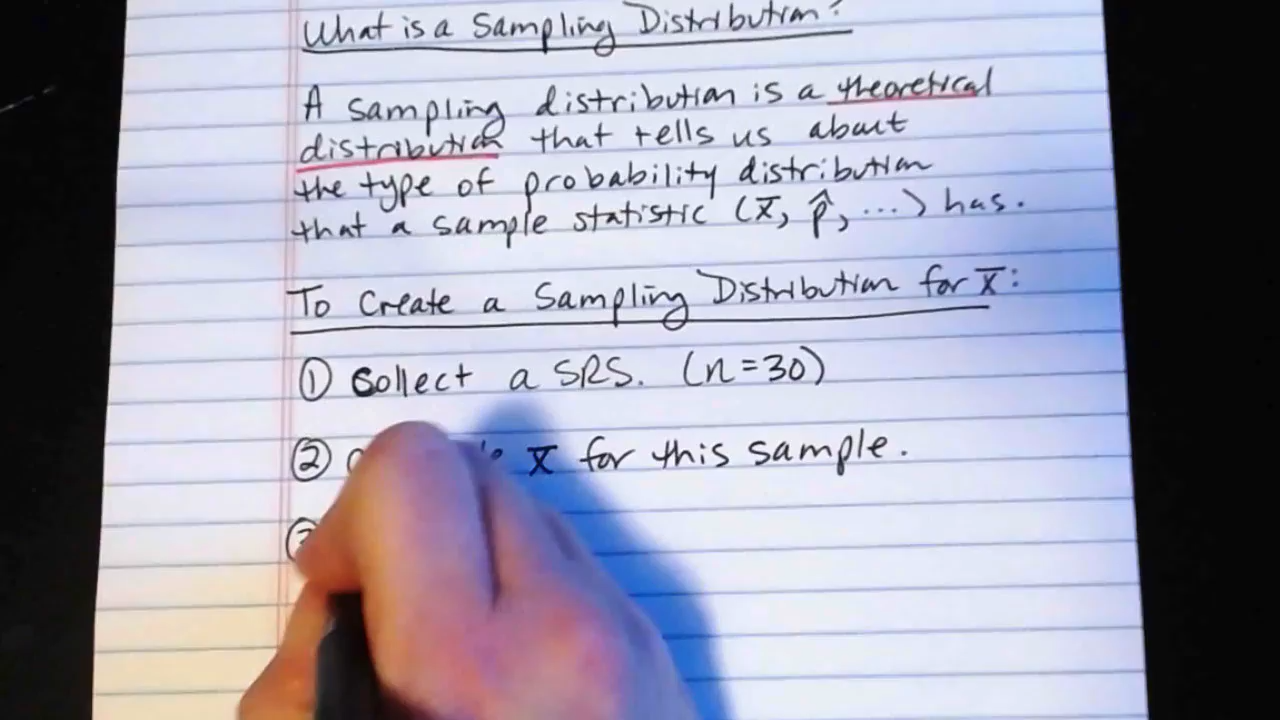 What is a Sampling Distribution?
A sampling distribution is a theoretical
distribution that tells us about
the type of probability distribution
that a sample statistic (x̄, p̂, ...) has.
To Create a Sampling Distribution for x̄:
① Collect a SRS. (n=30)
② x̄ for this sample.
③